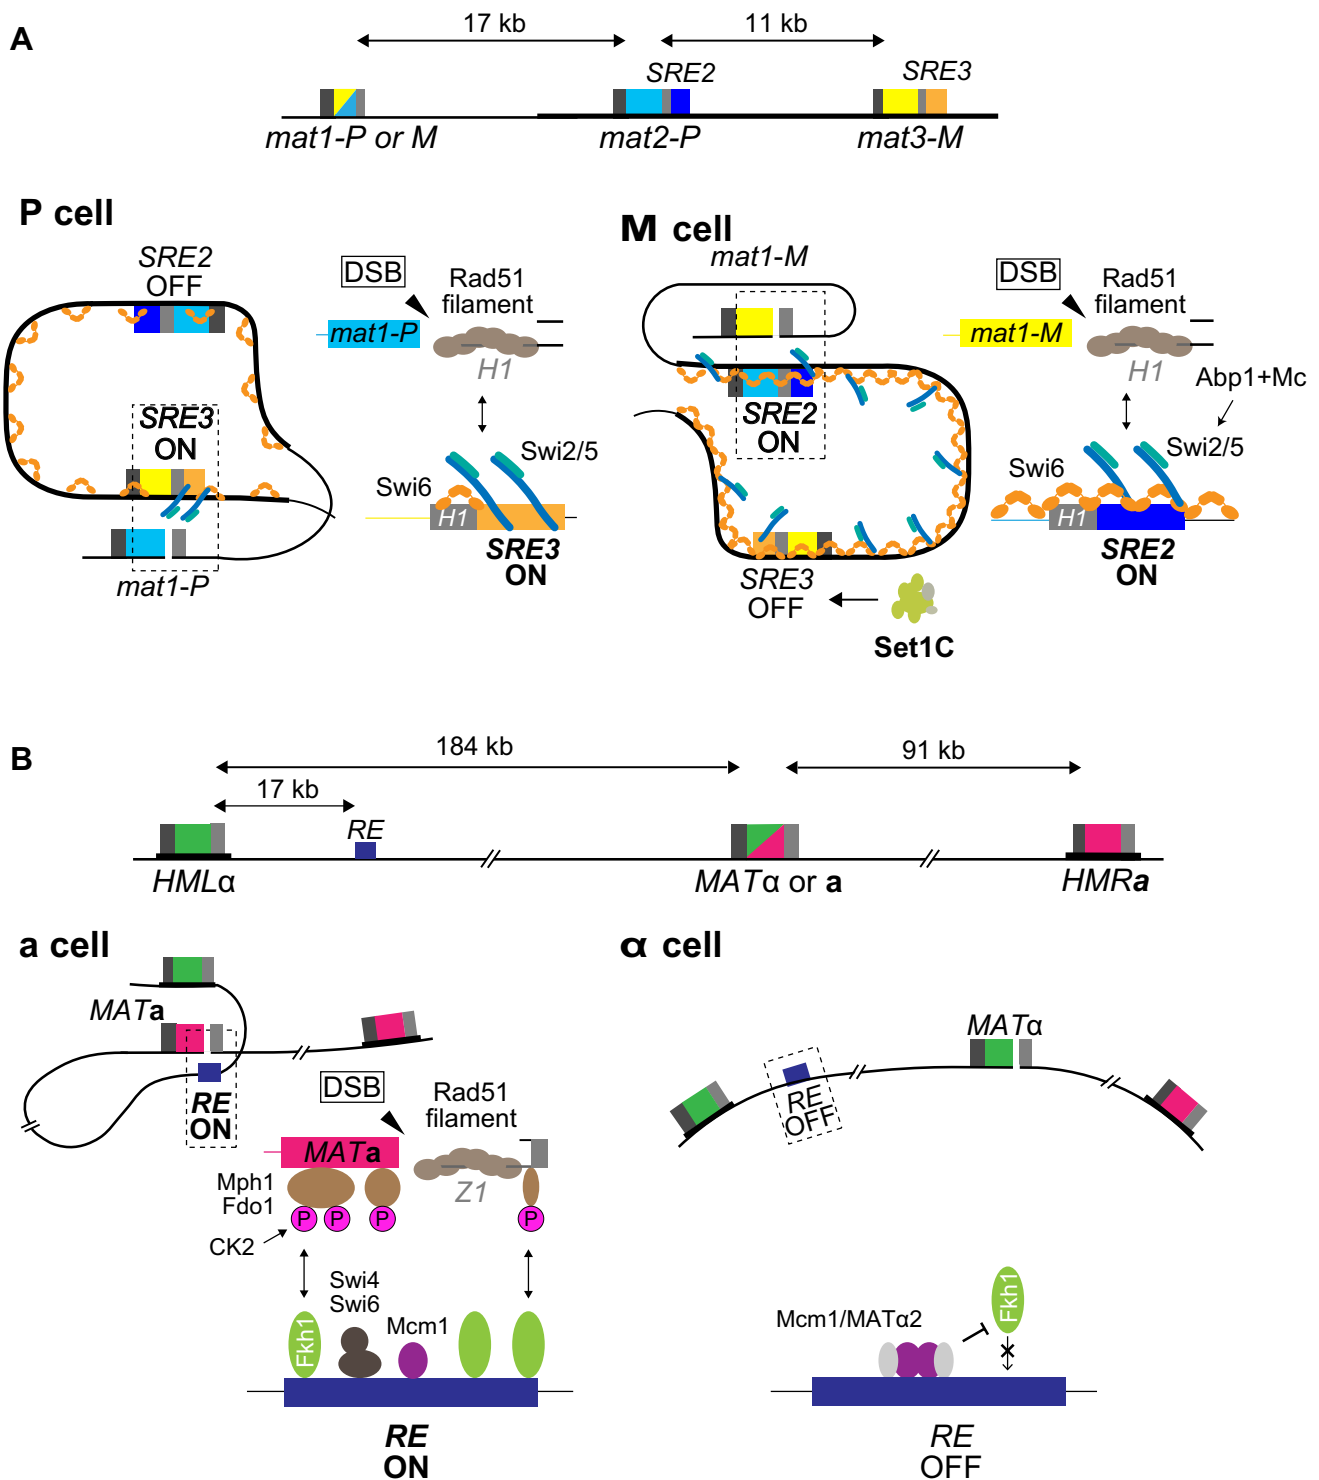 A
17 kb
11 kb
SRE2
SRE3
mat1-P or M
mat2-P
mat3-M
P cell
SRE2
OFF
DSB
Rad51
filament
mat1-P
H1
SRE3
ON
Swi2/5
Swi6
H1
SRE3
ON
mat1-P
M cell
mat1-M
DSB
Rad51
filament
mat1-M
H1
Abp1+Mc
SRE2
ON
Swi2/5
Swi6
H1
SRE2
ON
SRE3
OFF
Set1C
B
184 kb
91 kb
17 kb
RE
HMLα
MATα or a
HMRa
a cell
MATa
RE
ON
DSB
Rad51
filament
MATa
Z1
Mph1
Fdo1
P
P
P
P
CK2
Swi4
Swi6
Mcm1
Fkh1
RE
ON
α cell
MATα
RE
OFF
Fkh1
Mcm1/MATα2
RE
OFF